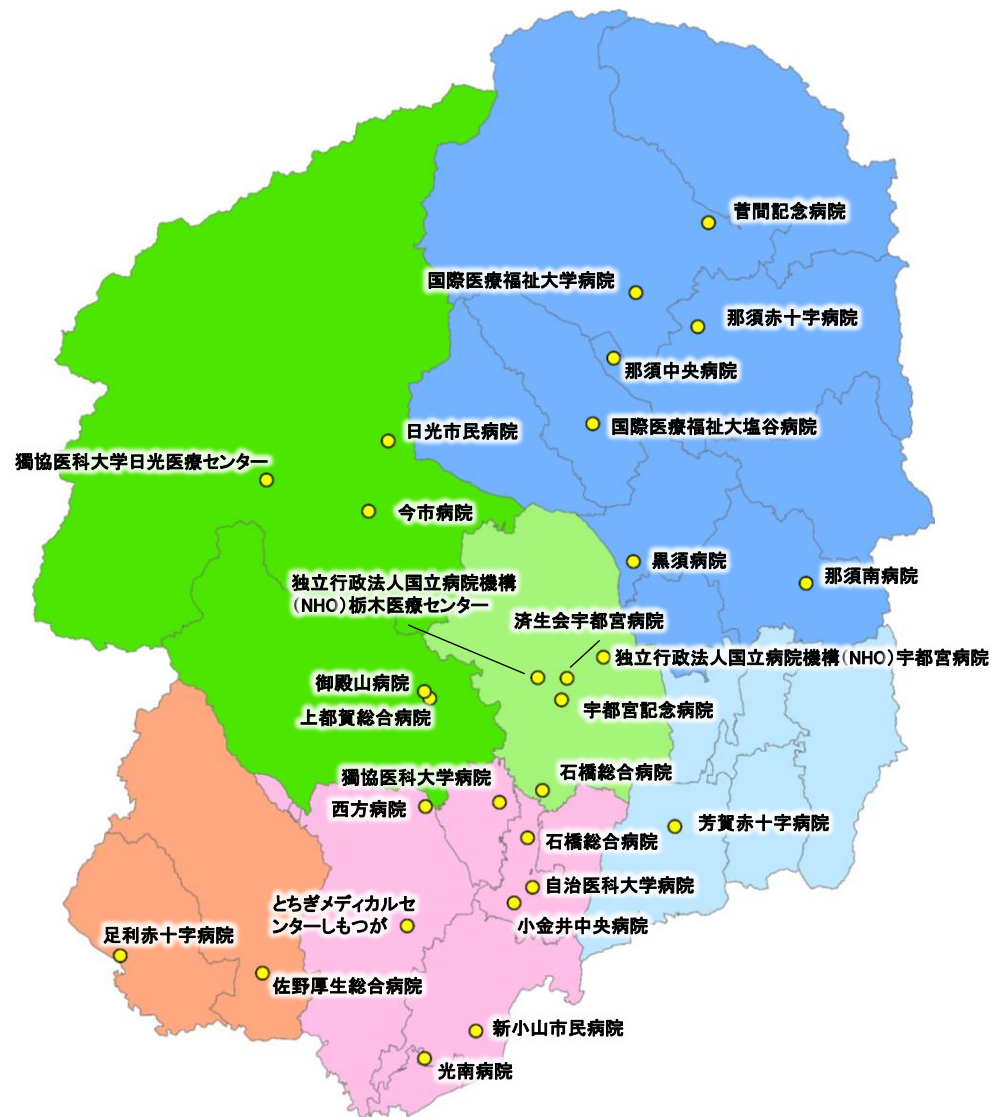 菅間記念病院
国際医療福祉大学病院
那須赤十字病院
那須中央病院
国際医療福祉大塩谷病院
日光市民病院
獨協医科大学日光医療センター
今市病院
黒須病院
那須南病院
独立行政法人国立病院機構
(NHO)栃木医療センター
済生会宇都宮病院
独立行政法人国立病院機構(NHO)宇都宮病院
御殿山病院
上都賀総合病院
宇都宮記念病院
獨協医科大学病院
石橋総合病院
西方病院
芳賀赤十字病院
石橋総合病院
自治医科大学病院
とちぎメディカルセ
ンターしもつが
小金井中央病院
足利赤十字病院
佐野厚生総合病院
新小山市民病院
光南病院